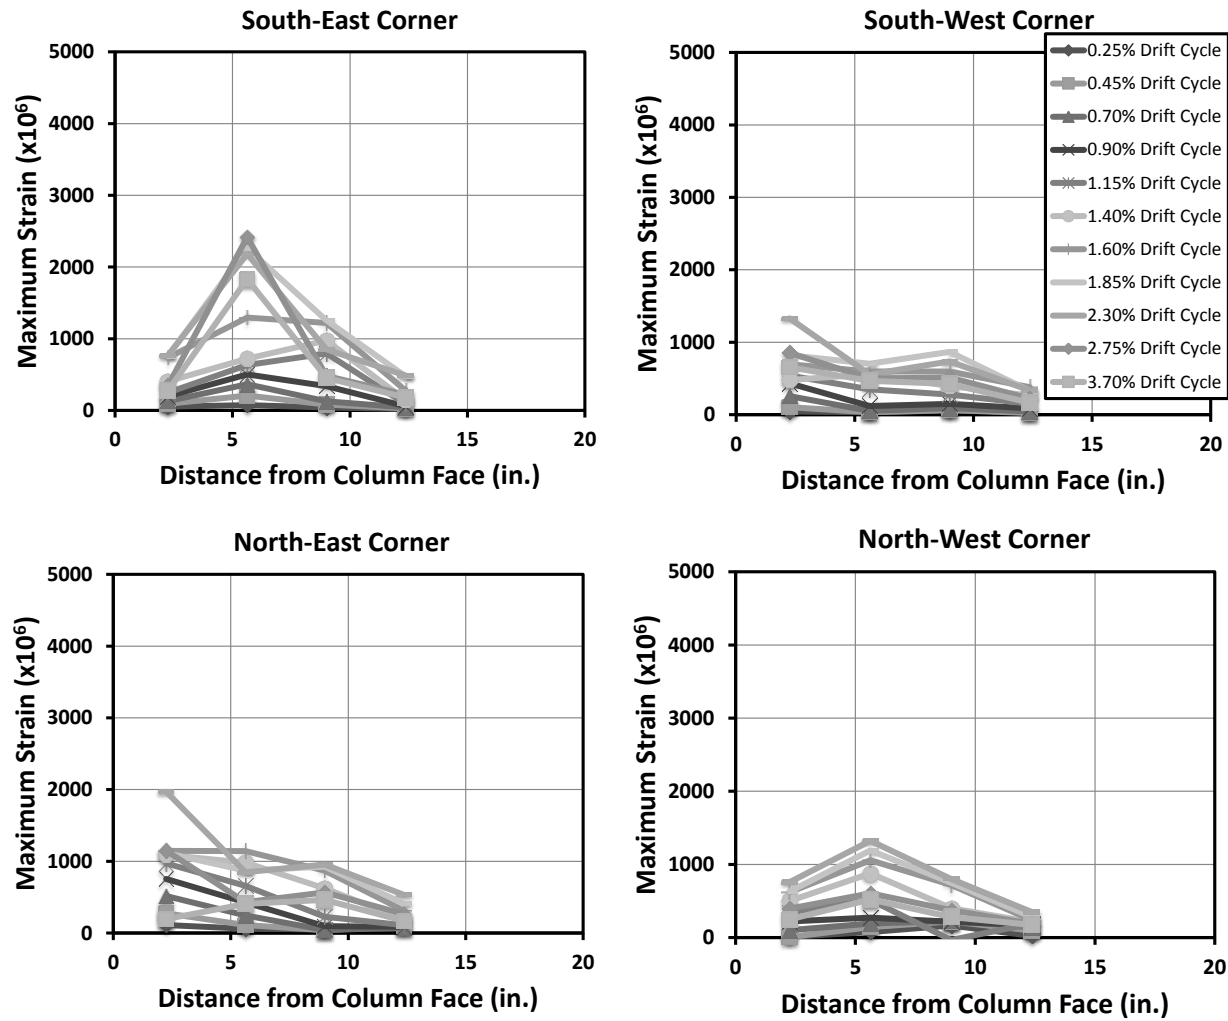 South-East Corner
5000
4000
3000
2000
1000
0
0 5 10 15 20
Maximum Strain (x10⁶)
Distance from Column Face (in.)
South-West Corner
5000
4000
3000
2000
1000
0
0 5 10 15 20
Maximum Strain (x10⁶)
Distance from Column Face (in.)
0.25% Drift Cycle
0.45% Drift Cycle
0.70% Drift Cycle
0.90% Drift Cycle
1.15% Drift Cycle
1.40% Drift Cycle
1.60% Drift Cycle
1.85% Drift Cycle
2.30% Drift Cycle
2.75% Drift Cycle
3.70% Drift Cycle
North-East Corner
5000
4000
3000
2000
1000
0
0 5 10 15 20
Maximum Strain (x10⁶)
Distance from Column Face (in.)
North-West Corner
5000
4000
3000
2000
1000
0
0 5 10 15 20
Maximum Strain (x10⁶)
Distance from Column Face (in.)